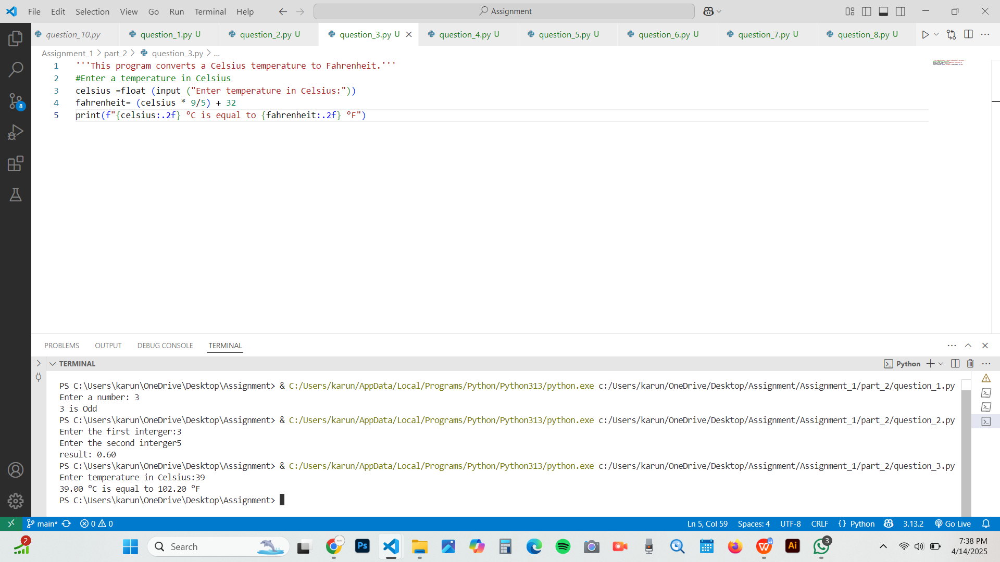 File Edit Selection View Go Run Terminal Help
Assignment
question_10.py question_1.py U question_2.py U question_3.py U question_4.py U question_5.py U question_6.py U question_7.py U question_8.py U
Assignment_1 > part_2 > question_3.py > ...
1 '''This program converts a Celsius temperature to Fahrenheit.'''
2 #Enter a temperature in Celsius
3 celsius =float (input ("Enter temperature in Celsius:"))
4 fahrenheit= (celsius * 9/5) + 32
5 print(f"{celsius:.2f} °C is equal to {fahrenheit:.2f} °F")
8
PROBLEMS OUTPUT DEBUG CONSOLE TERMINAL
TERMINAL
Python
PS C:\Users\karun\OneDrive\Desktop\Assignment> & C:/Users/karun/AppData/Local/Programs/Python/Python313/python.exe c:/Users/karun/OneDrive/Desktop/Assignment/Assignment_1/part_2/question_1.py
Enter a number: 3
3 is Odd
PS C:\Users\karun\OneDrive\Desktop\Assignment> & C:/Users/karun/AppData/Local/Programs/Python/Python313/python.exe c:/Users/karun/OneDrive/Desktop/Assignment/Assignment_1/part_2/question_2.py
Enter the first interger:3
Enter the second interger5
result: 0.60
PS C:\Users\karun\OneDrive\Desktop\Assignment> & C:/Users/karun/AppData/Local/Programs/Python/Python313/python.exe c:/Users/karun/OneDrive/Desktop/Assignment/Assignment_1/part_2/question_3.py
Enter temperature in Celsius:39
39.00 °C is equal to 102.20 °F
PS C:\Users\karun\OneDrive\Desktop\Assignment>
main* 0 0 Ln 5, Col 59 Spaces: 4 UTF-8 CRLF {} Python 3.13.2 Go Live
2 Search Ps Ai 3 7:38 PM
4/14/2025